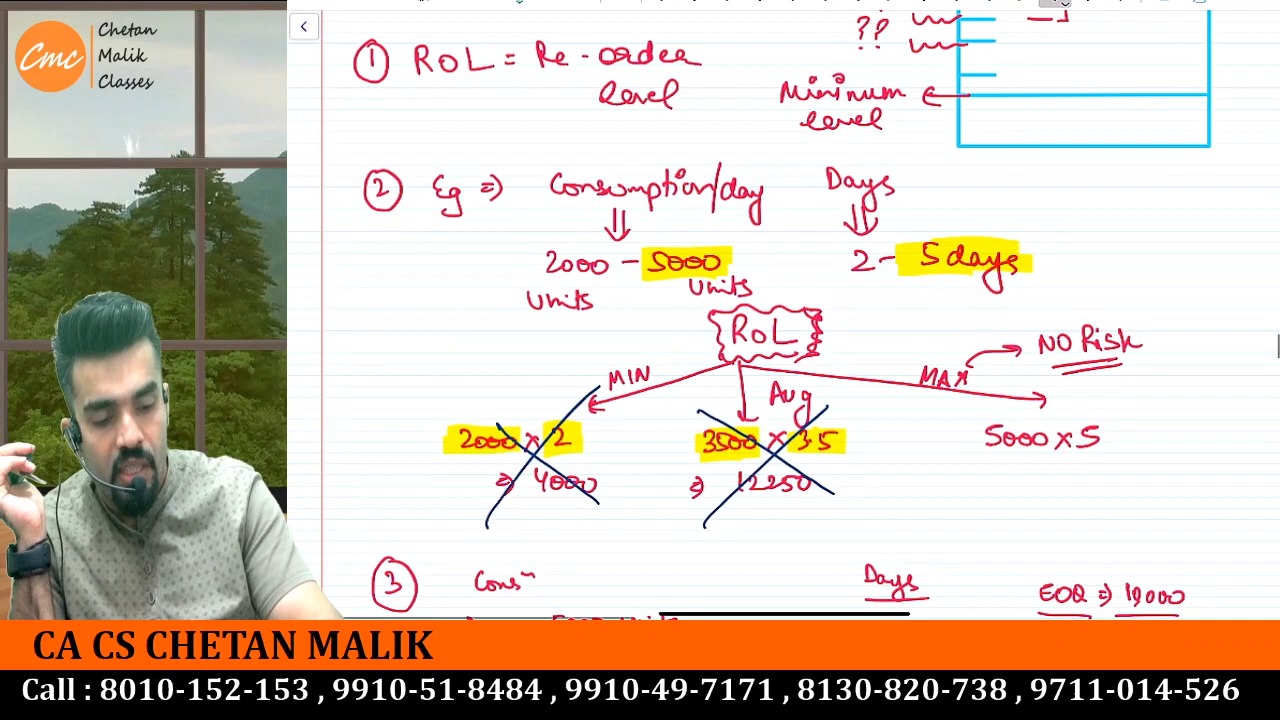 Chetan
Malik
Classes
cmc
??
① ROL = Re-order
level
Minimum
level
② Eg ⇒ Consumption/day Days
2000 - 5000 2 - 5 days
Units Units
ROL
NO Risk
MIN Avg MAX
2000 × 2 3500 × 3.5 5000 × 5
⇒ 4000 ⇒ 12250
③ Consⁿ Days EOQ ⇒ 10,000
CA CS CHETAN MALIK
Call : 8010-152-153 , 9910-51-8484 , 9910-49-7171 , 8130-820-738 , 9711-014-526